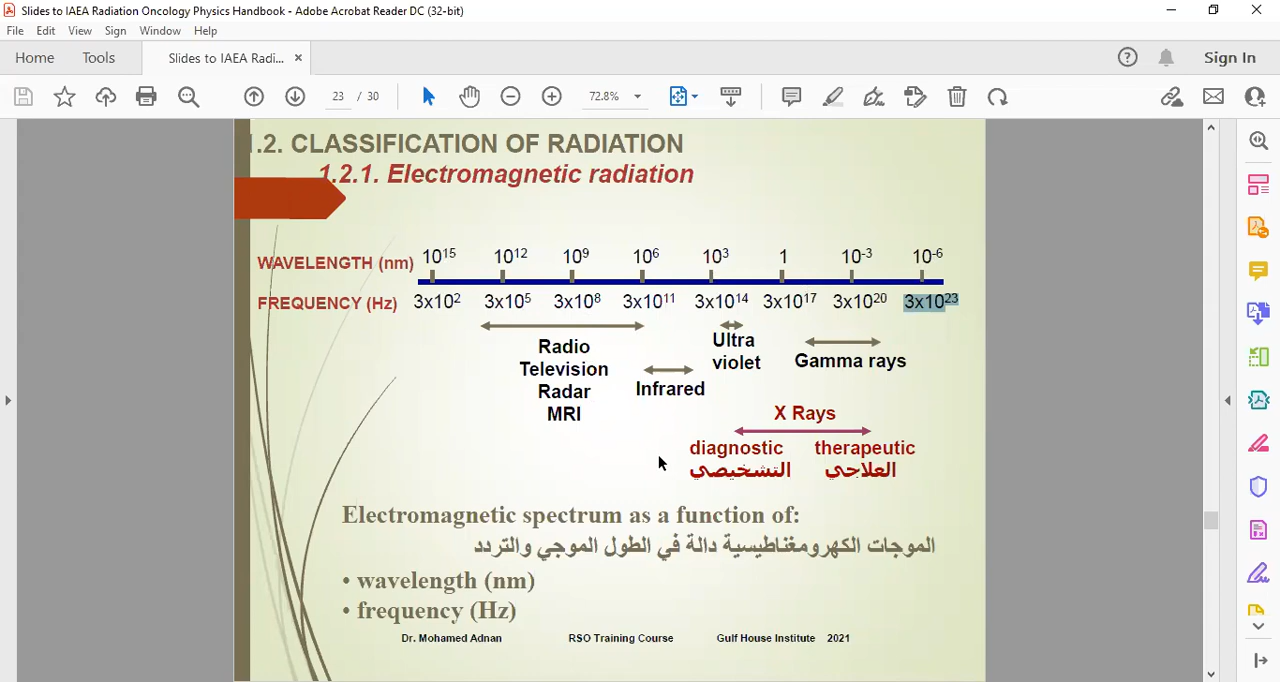 Slides to IAEA Radiation Oncology Physics Handbook - Adobe Acrobat Reader DC (32-bit)
File Edit View Sign Window Help
Home Tools Slides to IAEA Radi... × Sign In
23 / 30 72.8%
1.2. CLASSIFICATION OF RADIATION
1.2.1. Electromagnetic radiation
WAVELENGTH (nm) 10¹⁵ 10¹² 10⁹ 10⁶ 10³ 1 10⁻³ 10⁻⁶
FREQUENCY (Hz) 3x10² 3x10⁵ 3x10⁸ 3x10¹¹ 3x10¹⁴ 3x10¹⁷ 3x10²⁰ 3x10²³
Radio
Television
Radar
MRI
Infrared
Ultra
violet
Gamma rays
X Rays
diagnostic therapeutic
التشخيصي العلاجي
Electromagnetic spectrum as a function of:
الموجات الكهرومغناطيسية دالة في الطول الموجي والتردد
• wavelength (nm)
• frequency (Hz)
Dr. Mohamed Adnan RSO Training Course Gulf House Institute 2021